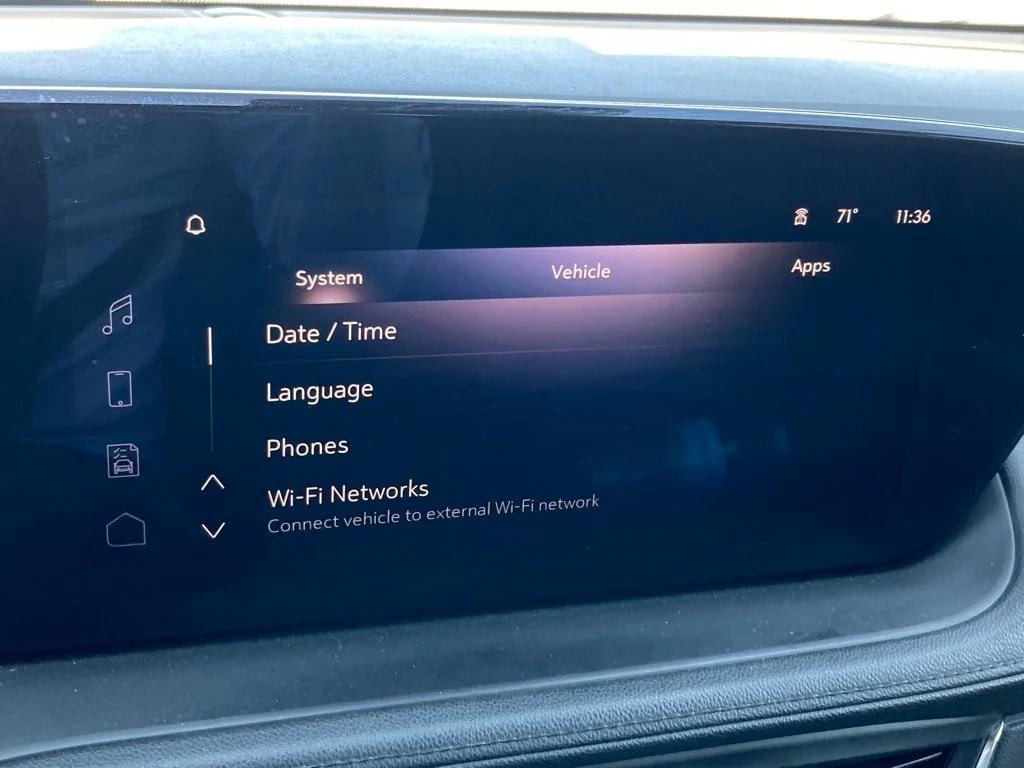 71° 11:36
System Vehicle Apps
Date / Time
Language
Phones
Wi-Fi Networks
Connect vehicle to external Wi-Fi network